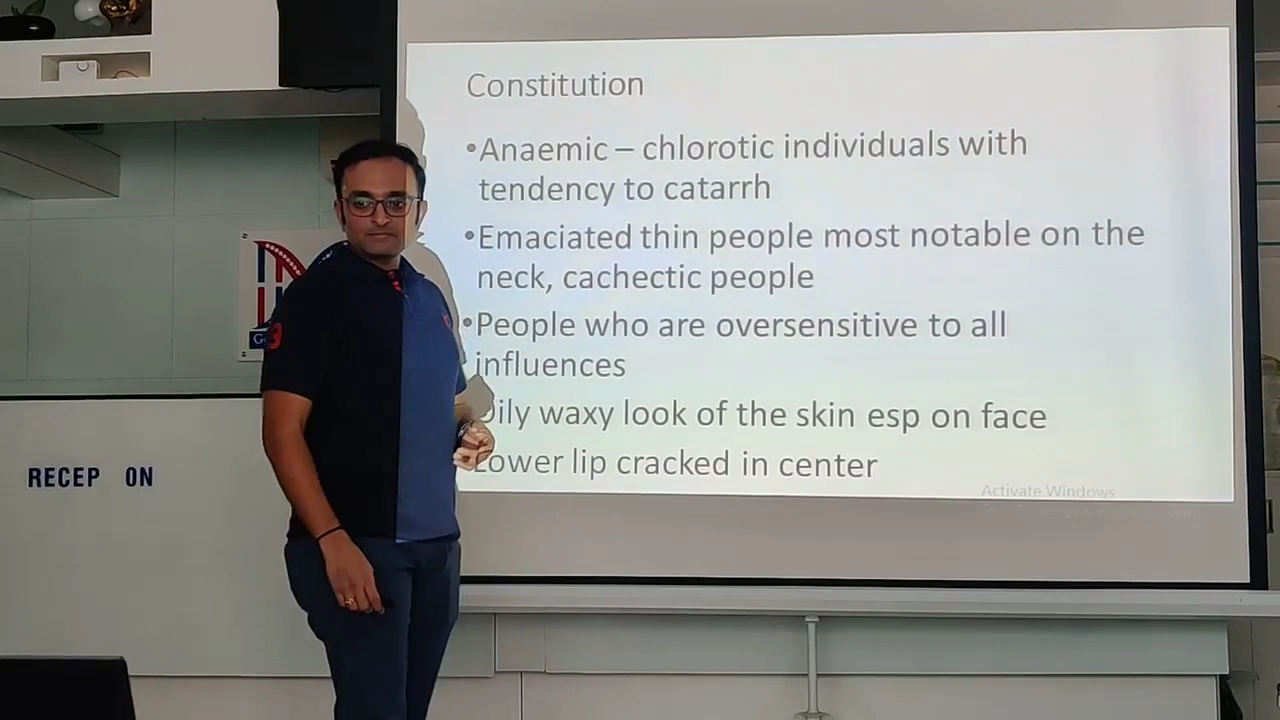 Constitution
•Anaemic – chlorotic individuals with
tendency to catarrh
•Emaciated thin people most notable on the
neck, cachectic people
•People who are oversensitive to all
influences
Oily waxy look of the skin esp on face
Lower lip cracked in center
Activate Windows
RECEP ON